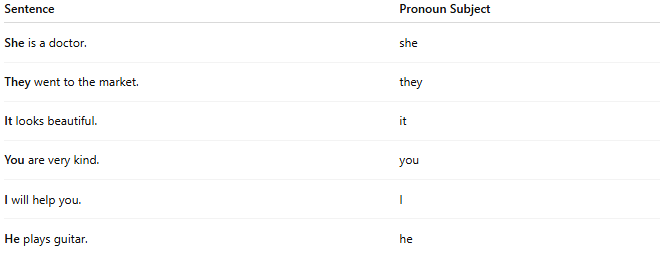 Sentence Pronoun Subject
She is a doctor. she
They went to the market. they
It looks beautiful. it
You are very kind. you
I will help you. I
He plays guitar. he